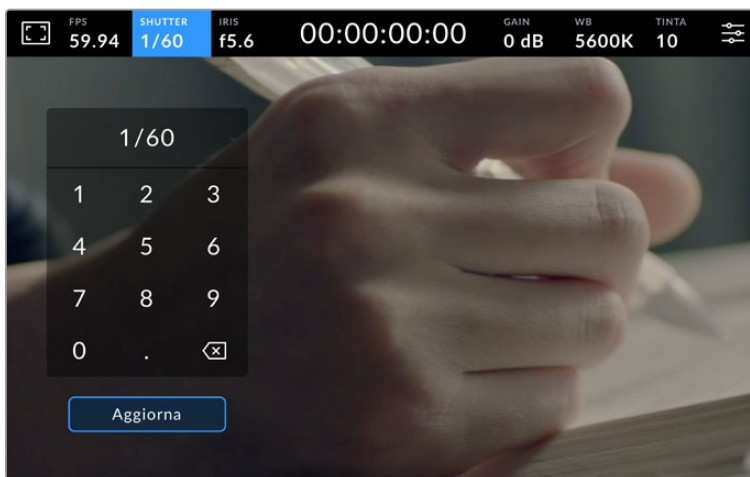 FPS SHUTTER IRIS GAIN WB TINTA
59.94 1/60 f5.6 00:00:00:00 0 dB 5600K 10
1/60
1 2 3
4 5 6
7 8 9
0 .
Aggiorna